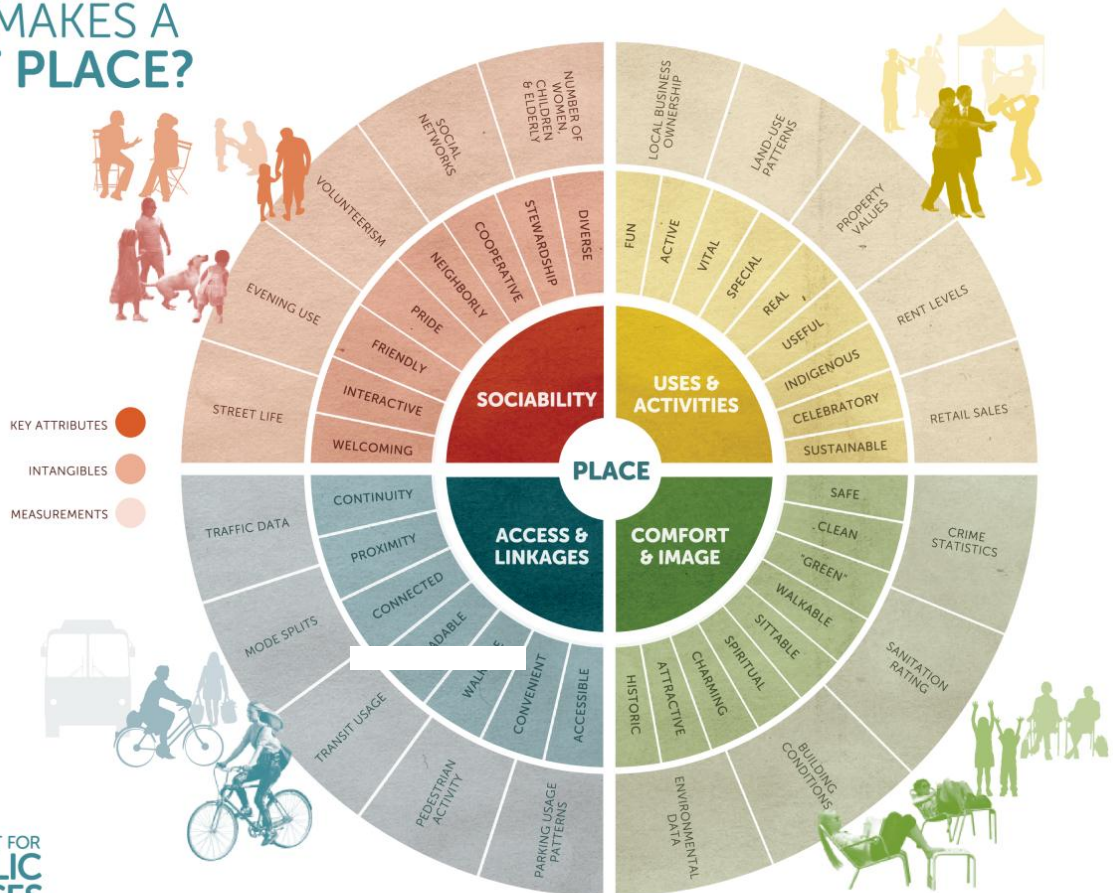 MAKES A
PLACE?
KEY ATTRIBUTES
INTANGIBLES
MEASUREMENTS
PLACE
SOCIABILITY
USES &
ACTIVITIES
ACCESS &
LINKAGES
COMFORT
& IMAGE
WELCOMING
INTERACTIVE
FRIENDLY
PRIDE
NEIGHBORLY
COOPERATIVE
STEWARDSHIP
DIVERSE
FUN
ACTIVE
VITAL
SPECIAL
REAL
USEFUL
INDIGENOUS
CELEBRATORY
SUSTAINABLE
SAFE
CLEAN
"GREEN"
WALKABLE
SITTABLE
SPIRITUAL
CHARMING
ATTRACTIVE
HISTORIC
ACCESSIBLE
CONVENIENT
CONNECTED
PROXIMITY
CONTINUITY
STREET LIFE
EVENING USE
VOLUNTEERISM
SOCIAL
NETWORKS
NUMBER OF
WOMEN,
CHILDREN
& ELDERLY
LOCAL BUSINESS
OWNERSHIP
LAND-USE
PATTERNS
PROPERTY
VALUES
RENT LEVELS
RETAIL SALES
CRIME
STATISTICS
SANITATION
RATING
BUILDING
CONDITIONS
ENVIRONMENTAL
DATA
PARKING USAGE
PATTERNS
PEDESTRIAN
ACTIVITY
TRANSIT USAGE
MODE SPLITS
TRAFFIC DATA
FOR